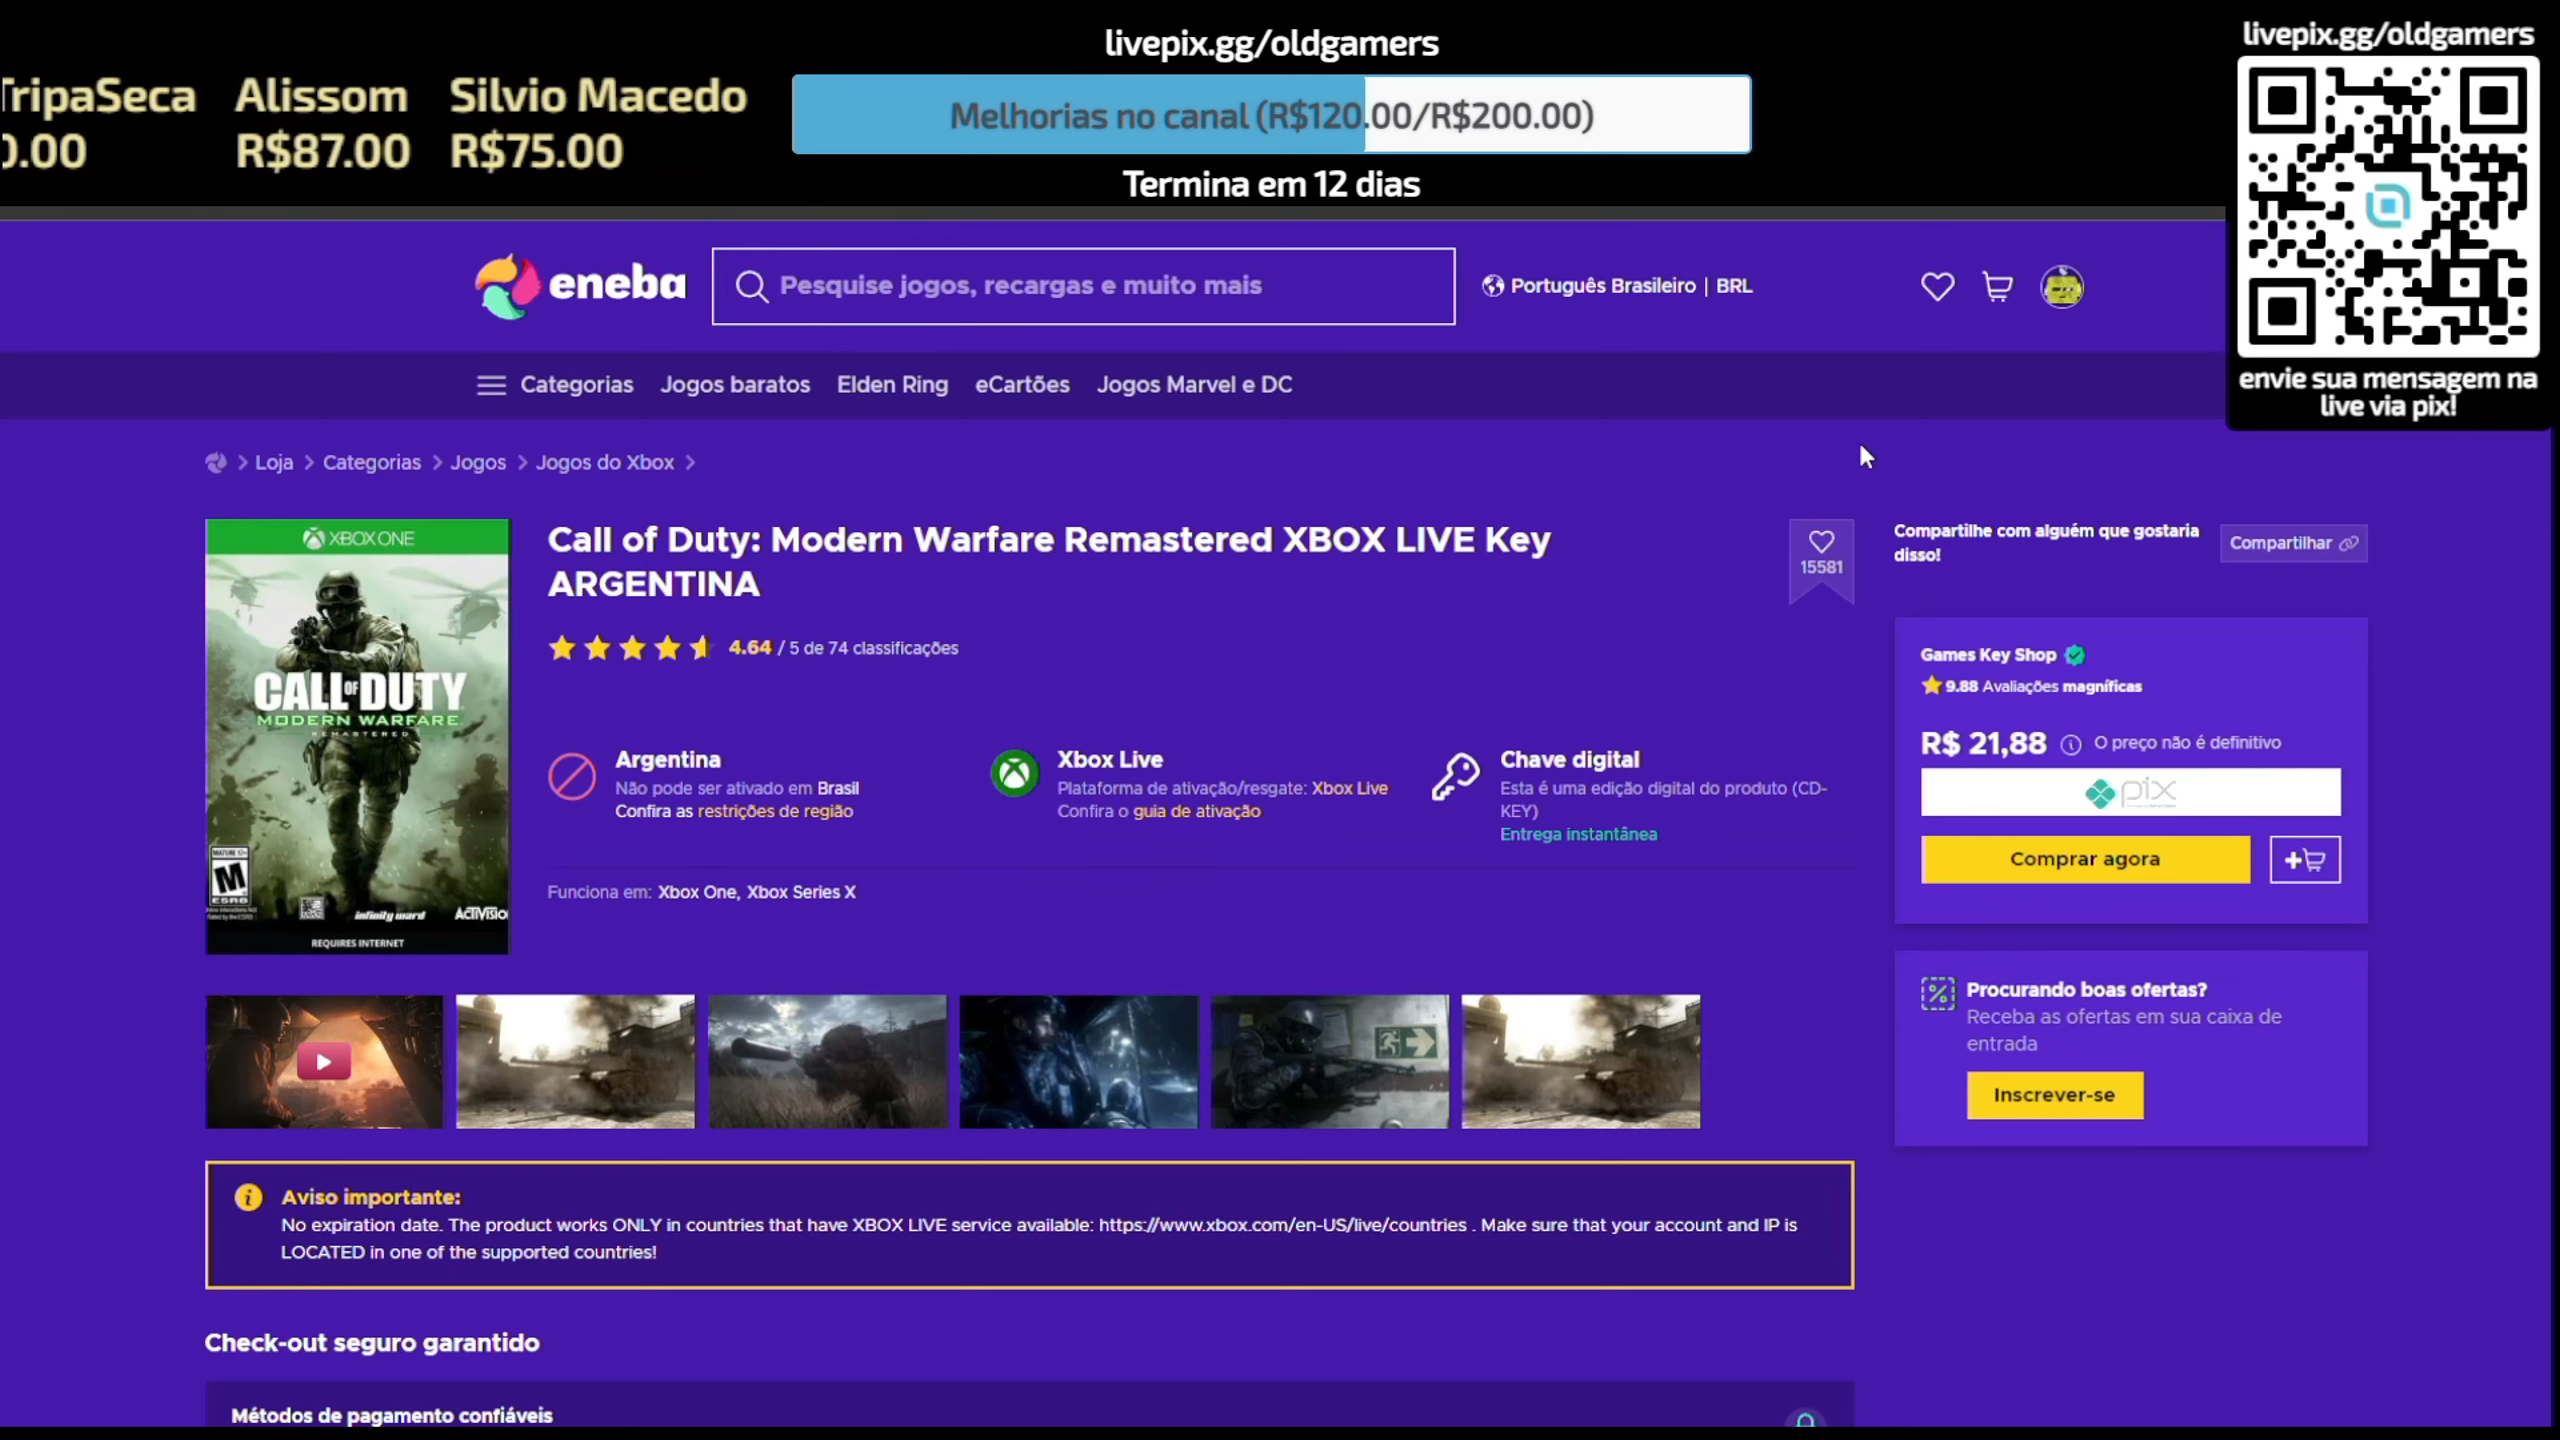 livepix.gg/oldgamers
TripaSeca Alissom Silvio Macedo
0.00 R$87.00 R$75.00
Melhorias no canal (R$120.00/R$200.00)
Termina em 12 dias
livepix.gg/oldgamers
envie sua mensagem na
live via pix!
eneba
Pesquise jogos, recargas e muito mais
Português Brasileiro | BRL
Categorias Jogos baratos Elden Ring eCartões Jogos Marvel e DC
Loja > Categorias > Jogos > Jogos do Xbox >
XBOX ONE
CALL OF DUTY
MODERN WARFARE
REMASTERED
MATURE 17+
M
ESRB
infinity ward ACTIVISIO
REQUIRES INTERNET
Call of Duty: Modern Warfare Remastered XBOX LIVE Key
ARGENTINA
15581
4.64 / 5 de 74 classificações
Argentina
Não pode ser ativado em Brasil
Confira as restrições de região
Xbox Live
Plataforma de ativação/resgate: Xbox Live
Confira o guia de ativação
Chave digital
Esta é uma edição digital do produto (CD-
KEY)
Entrega instantânea
Funciona em: Xbox One, Xbox Series X
Compartilhe com alguém que gostaria
disso!
Compartilhar
Games Key Shop
9.88 Avaliações magníficas
R$ 21,88 O preço não é definitivo
pix
Comprar agora
Procurando boas ofertas?
Receba as ofertas em sua caixa de
entrada
Inscrever-se
Aviso importante:
No expiration date. The product works ONLY in countries that have XBOX LIVE service available: https://www.xbox.com/en-US/live/countries . Make sure that your account and IP is
LOCATED in one of the supported countries!
Check-out seguro garantido
Métodos de pagamento confiáveis